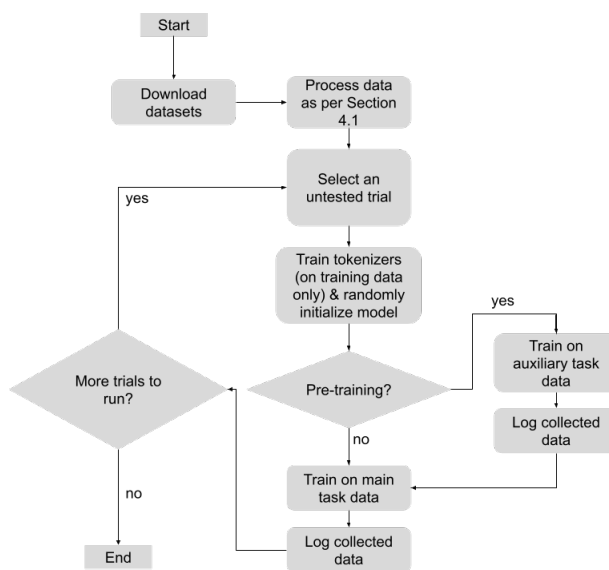 Start
Download
datasets
Process data
as per Section
4.1
Select an
untested trial
yes
Train tokenizers
(on training data
only) & randomly
initialize model
yes
Train on
auxiliary task
data
More trials to
run?
Pre-training?
Log collected
data
no
Train on main
task data
no
Log collected
data
End